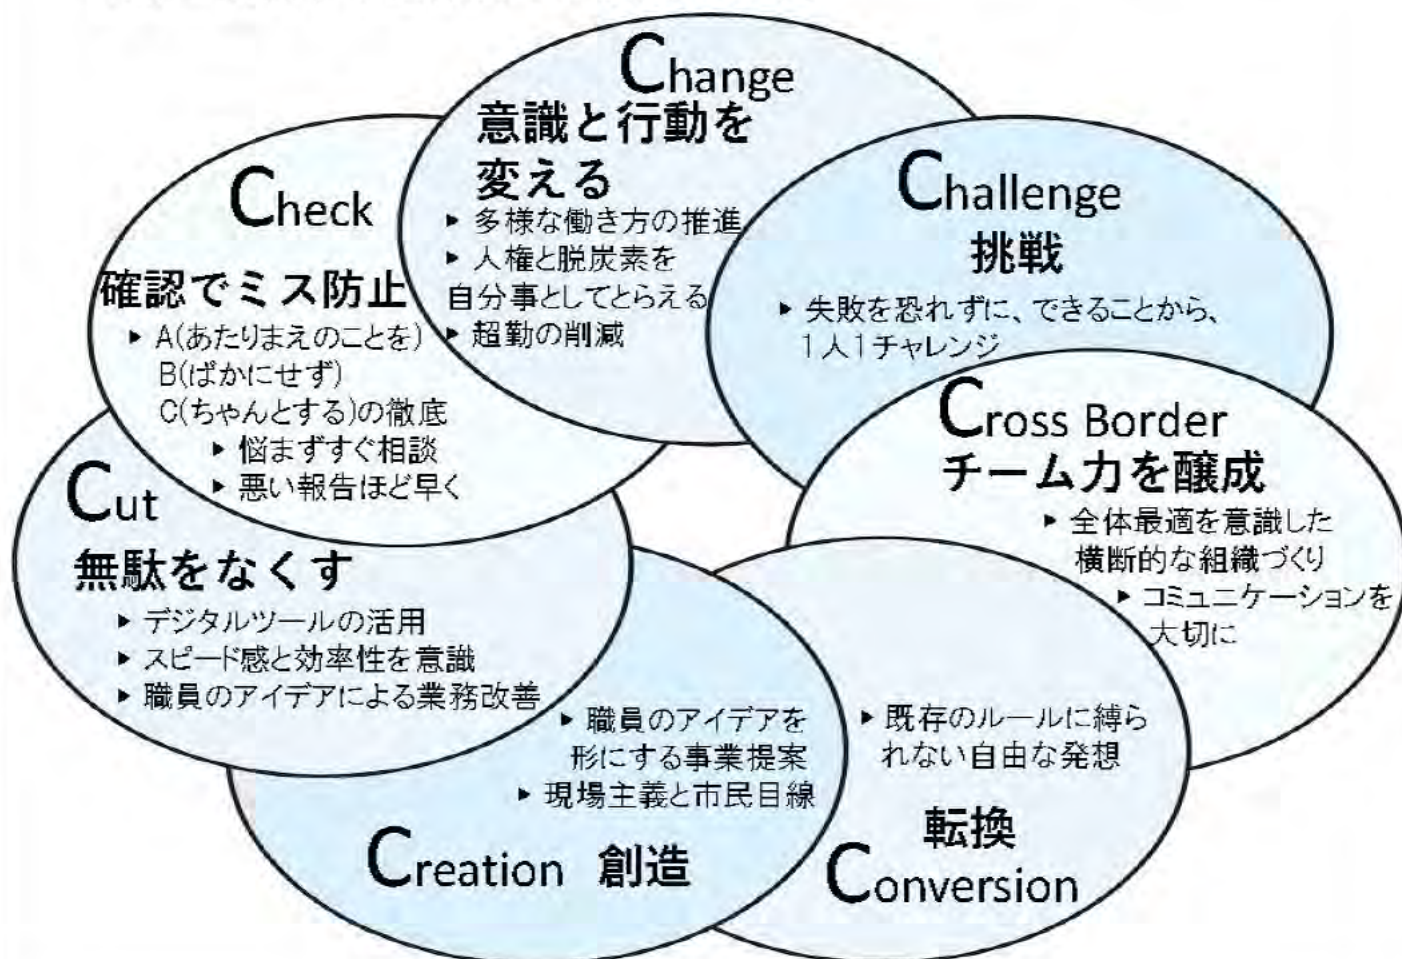 Change
意識と行動を
変える
▶ 多様な働き方の推進
▶ 人権と脱炭素を
自分事としてとらえる
▶ 超勤の削減
Challenge
挑戦
▶ 失敗を恐れずに、できることから、
1人1チャレンジ
Cross Border
チーム力を醸成
▶ 全体最適を意識した
横断的な組織づくり
▶ コミュニケーションを
大切に
▶ 既存のルールに縛ら
れない自由な発想
転換
Conversion
▶ 職員のアイデアを
形にする事業提案
▶ 現場主義と市民目線
Creation 創造
Cut
無駄をなくす
▶ デジタルツールの活用
▶ スピード感と効率性を意識
▶ 職員のアイデアによる業務改善
Check
確認でミス防止
▶ A(あたりまえのことを)
B(ばかにせず)
C(ちゃんとする)の徹底
▶ 悩まずすぐ相談
▶ 悪い報告ほど早く